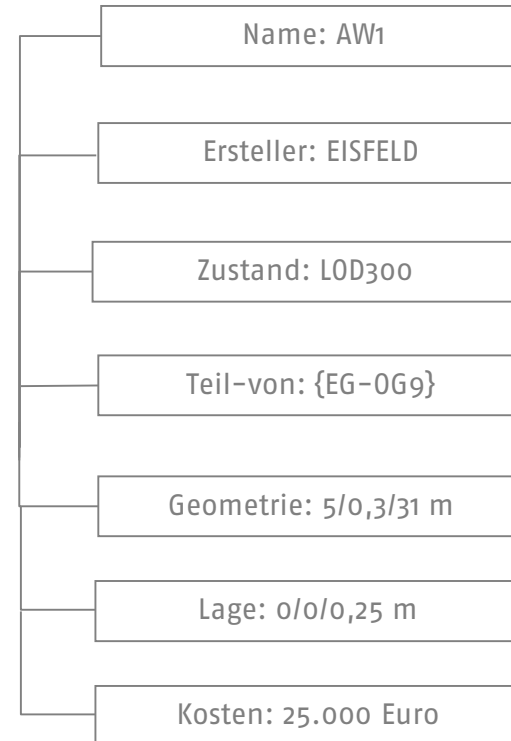 Name: AW1
Ersteller: EISFELD
Zustand: LOD300
Teil-von: {EG-OG9}
Geometrie: 5/0,3/31 m
Lage: 0/0/0,25 m
Kosten: 25.000 Euro